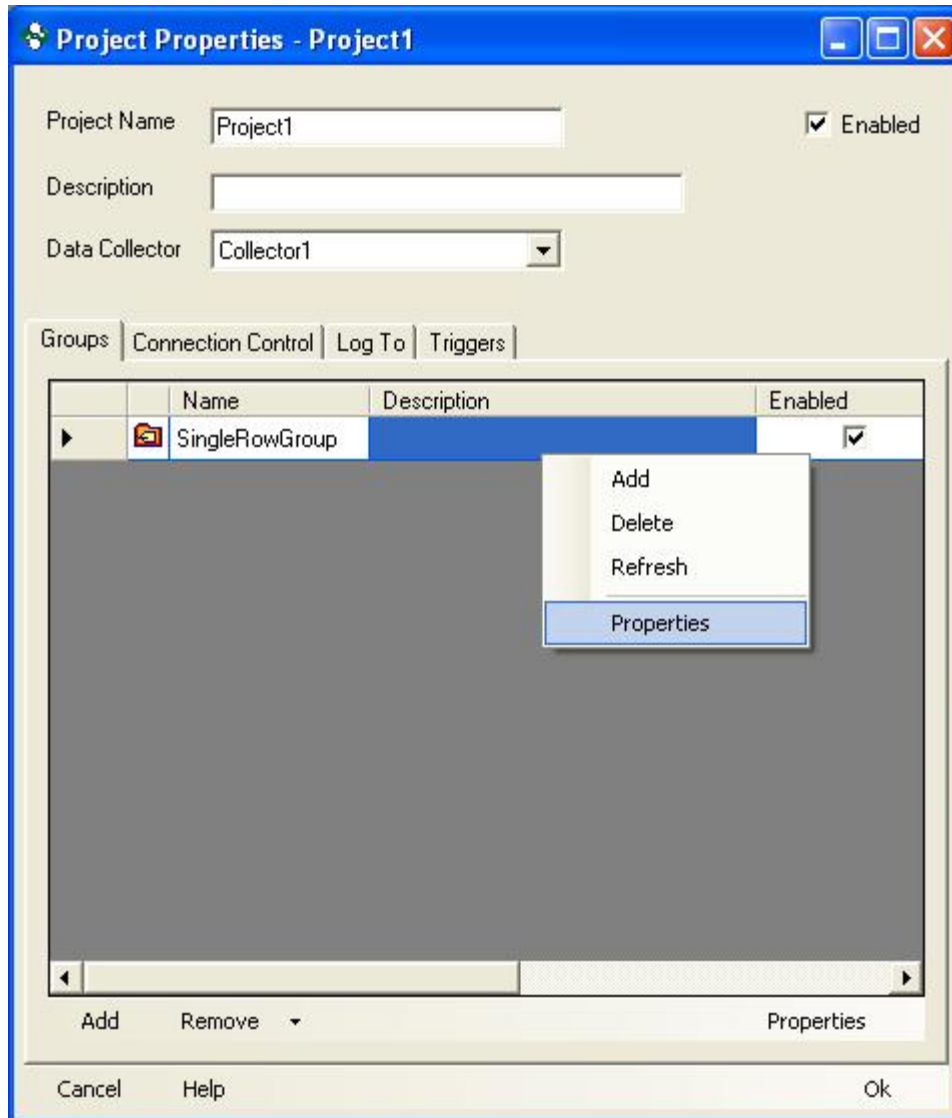 Project Properties - Project1
Project Name Project1 Enabled
Description
Data Collector Collector1
Groups Connection Control Log To Triggers
Name Description Enabled
SingleRowGroup
Add
Delete
Refresh
Properties
Add Remove Properties
Cancel Help Ok